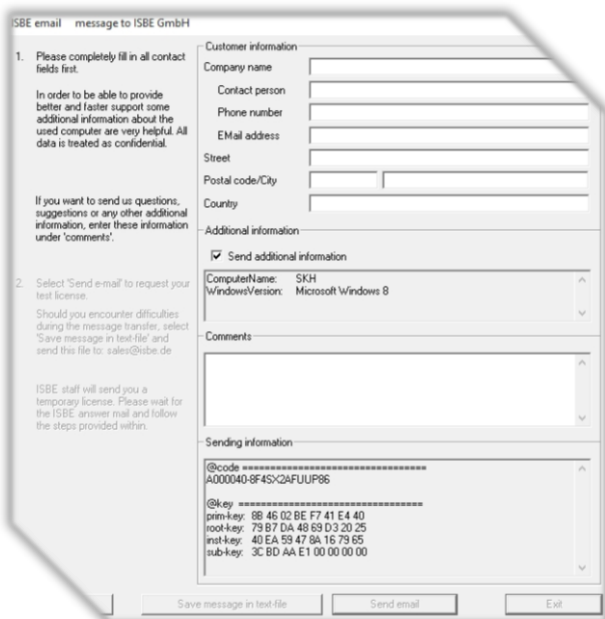 ISBE email message to ISBE GmbH
1. Please completely fill in all contact
fields first.
In order to be able to provide
better and faster support some
additional information about the
used computer are very helpful. All
data is treated as confidential.
If you want to send us questions,
suggestions or any other additional
information, enter these information
under 'comments'.
2. Select 'Send e-mail' to request your
test license.
Should you encounter difficulties
during the message transfer, select
'Save message in text-file' and
send this file to: sales@isbe.de
ISBE staff will send you a
temporary license. Please wait for
the ISBE answer mail and follow
the steps provided within.
Customer information
Company name
Contact person
Phone number
EMail address
Street
Postal code/City
Country
Additional information
Send additional information
ComputerName: SKH
WindowsVersion: Microsoft Windows 8
Comments
Sending information
@code ==================================
A000040-8F4SX2AFUUP86
@key ==================================
prim-key: 8B 46 02 BE F7 41 E4 40
root-key: 79 B7 DA 48 69 D3 20 25
inst-key: 40 EA 59 47 8A 16 79 65
sub-key: 3C BD AA E1 00 00 00 00
Save message in text-file
Send email
Exit